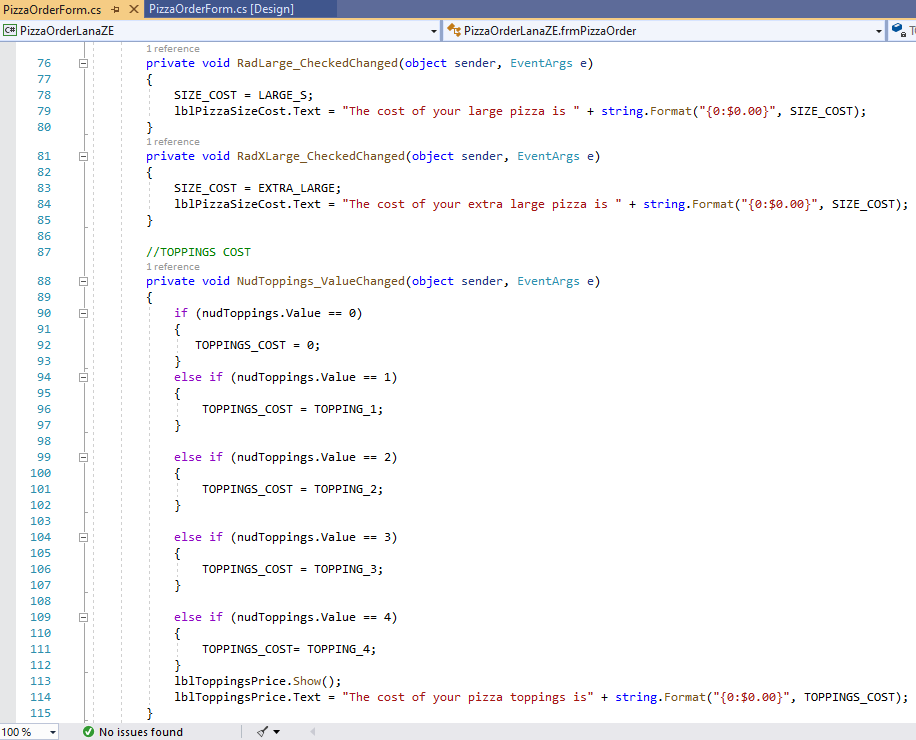 PizzaOrderForm.cs PizzaOrderForm.cs [Design]
C# PizzaOrderLanaZE PizzaOrderLanaZE.frmPizzaOrder
1 reference
76 private void RadLarge_CheckedChanged(object sender, EventArgs e)
77 {
78 SIZE_COST = LARGE_S;
79 lblPizzaSizeCost.Text = "The cost of your large pizza is " + string.Format("{0:$0.00}", SIZE_COST);
80 }
1 reference
81 private void RadXLarge_CheckedChanged(object sender, EventArgs e)
82 {
83 SIZE_COST = EXTRA_LARGE;
84 lblPizzaSizeCost.Text = "The cost of your extra large pizza is " + string.Format("{0:$0.00}", SIZE_COST);
85 }
86
87 //TOPPINGS COST
1 reference
88 private void NudToppings_ValueChanged(object sender, EventArgs e)
89 {
90 if (nudToppings.Value == 0)
91 {
92 TOPPINGS_COST = 0;
93 }
94 else if (nudToppings.Value == 1)
95 {
96 TOPPINGS_COST = TOPPING_1;
97 }
98
99 else if (nudToppings.Value == 2)
100 {
101 TOPPINGS_COST = TOPPING_2;
102 }
103
104 else if (nudToppings.Value == 3)
105 {
106 TOPPINGS_COST = TOPPING_3;
107 }
108
109 else if (nudToppings.Value == 4)
110 {
111 TOPPINGS_COST= TOPPING_4;
112 }
113 lblToppingsPrice.Show();
114 lblToppingsPrice.Text = "The cost of your pizza toppings is" + string.Format("{0:$0.00}", TOPPINGS_COST);
115 }
100 % No issues found